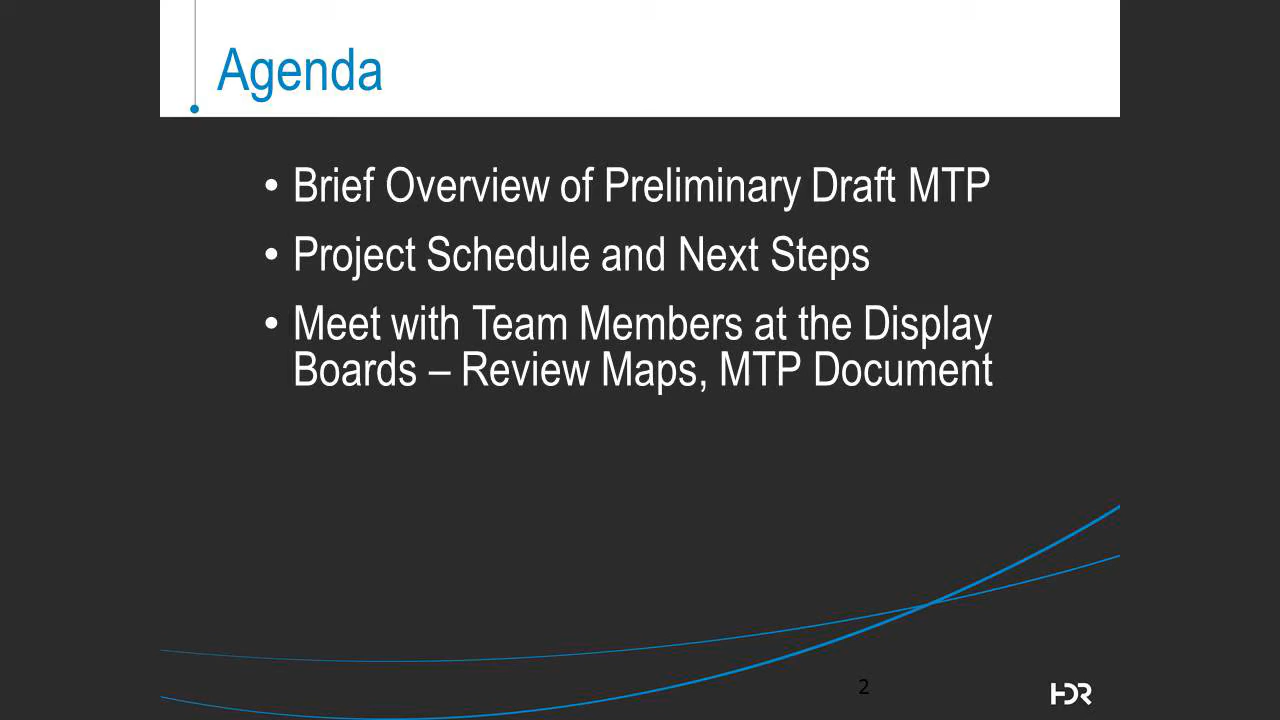 Agenda
• Brief Overview of Preliminary Draft MTP
• Project Schedule and Next Steps
• Meet with Team Members at the Display
Boards – Review Maps, MTP Document
2
HDR